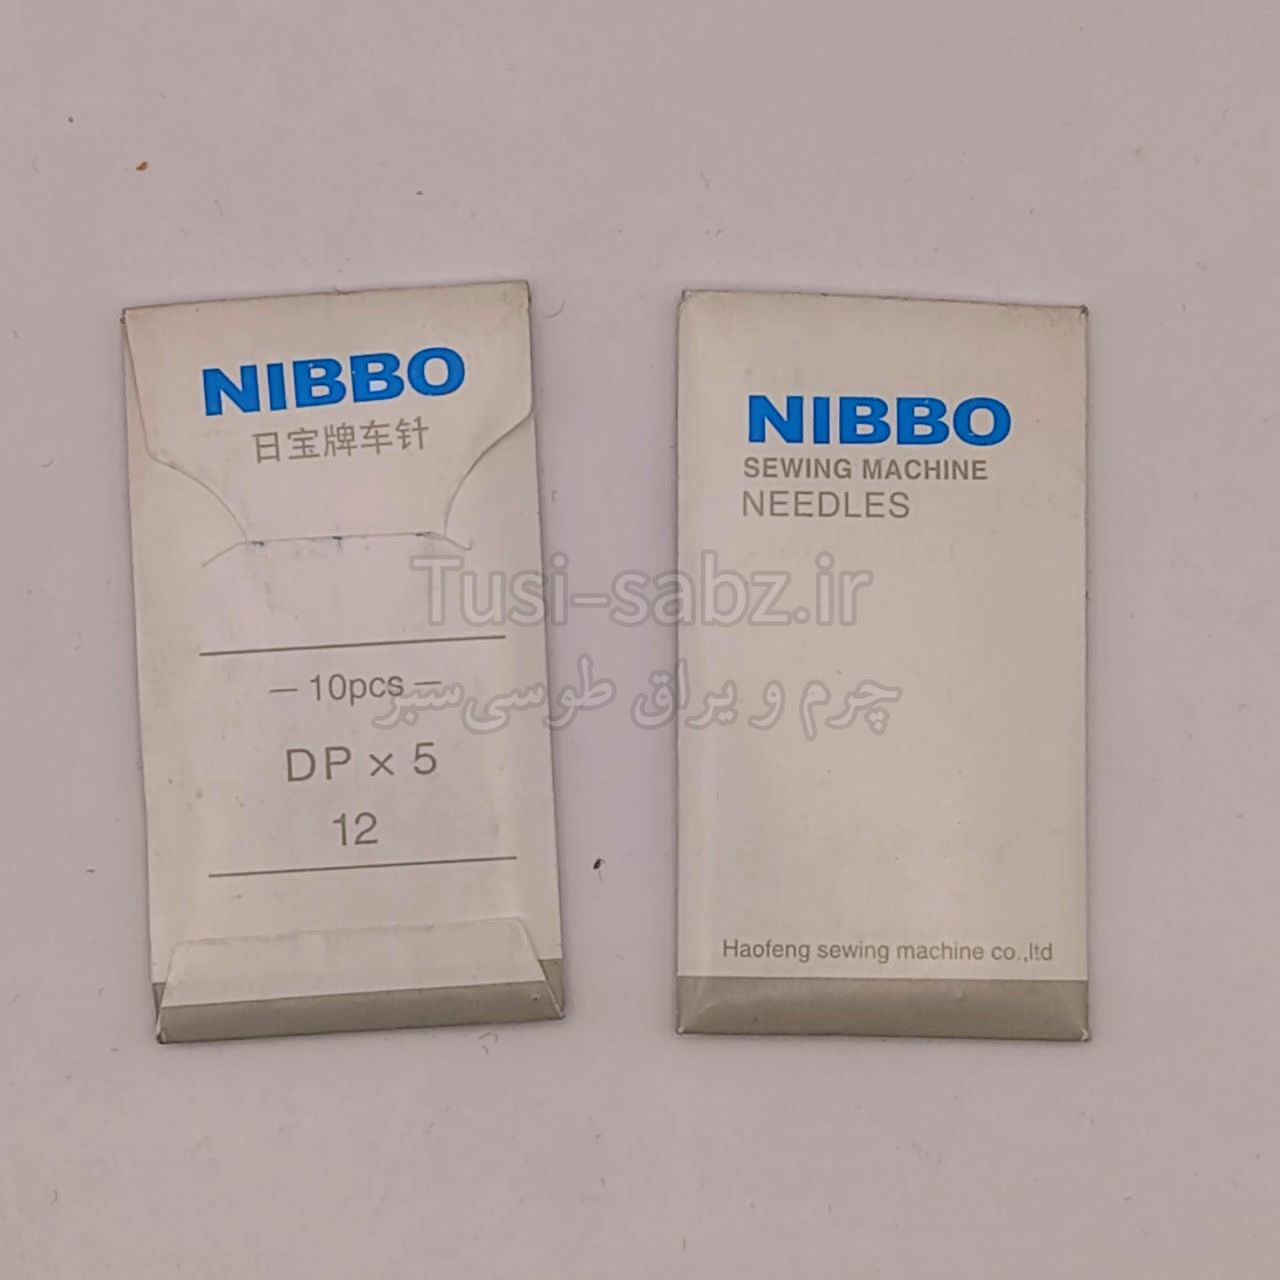 NIBBO
日宝牌车针
— 10pcs —
DP × 5
12
NIBBO
SEWING MACHINE
NEEDLES
Haofeng sewing machine co.,ltd
Tusi-sabz.ir
چرم و یراق طوسی‌سبز